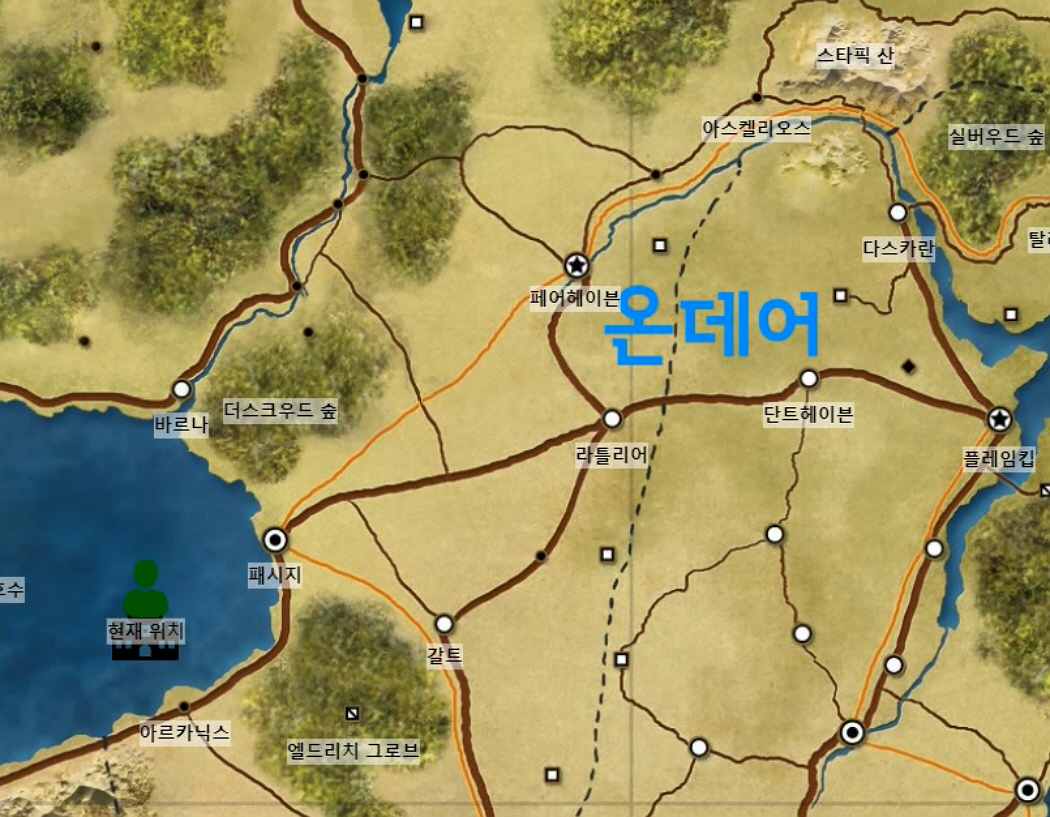 스타픽 산
아스켈리오스
실버우드 숲
다스카란
페어헤이븐
온데어
바르나
더스크우드 숲
단트헤이븐
라틀리어
플레임킵
패시지
호수
현재 위치
갈트
아르카닉스
엘드리치 그로브